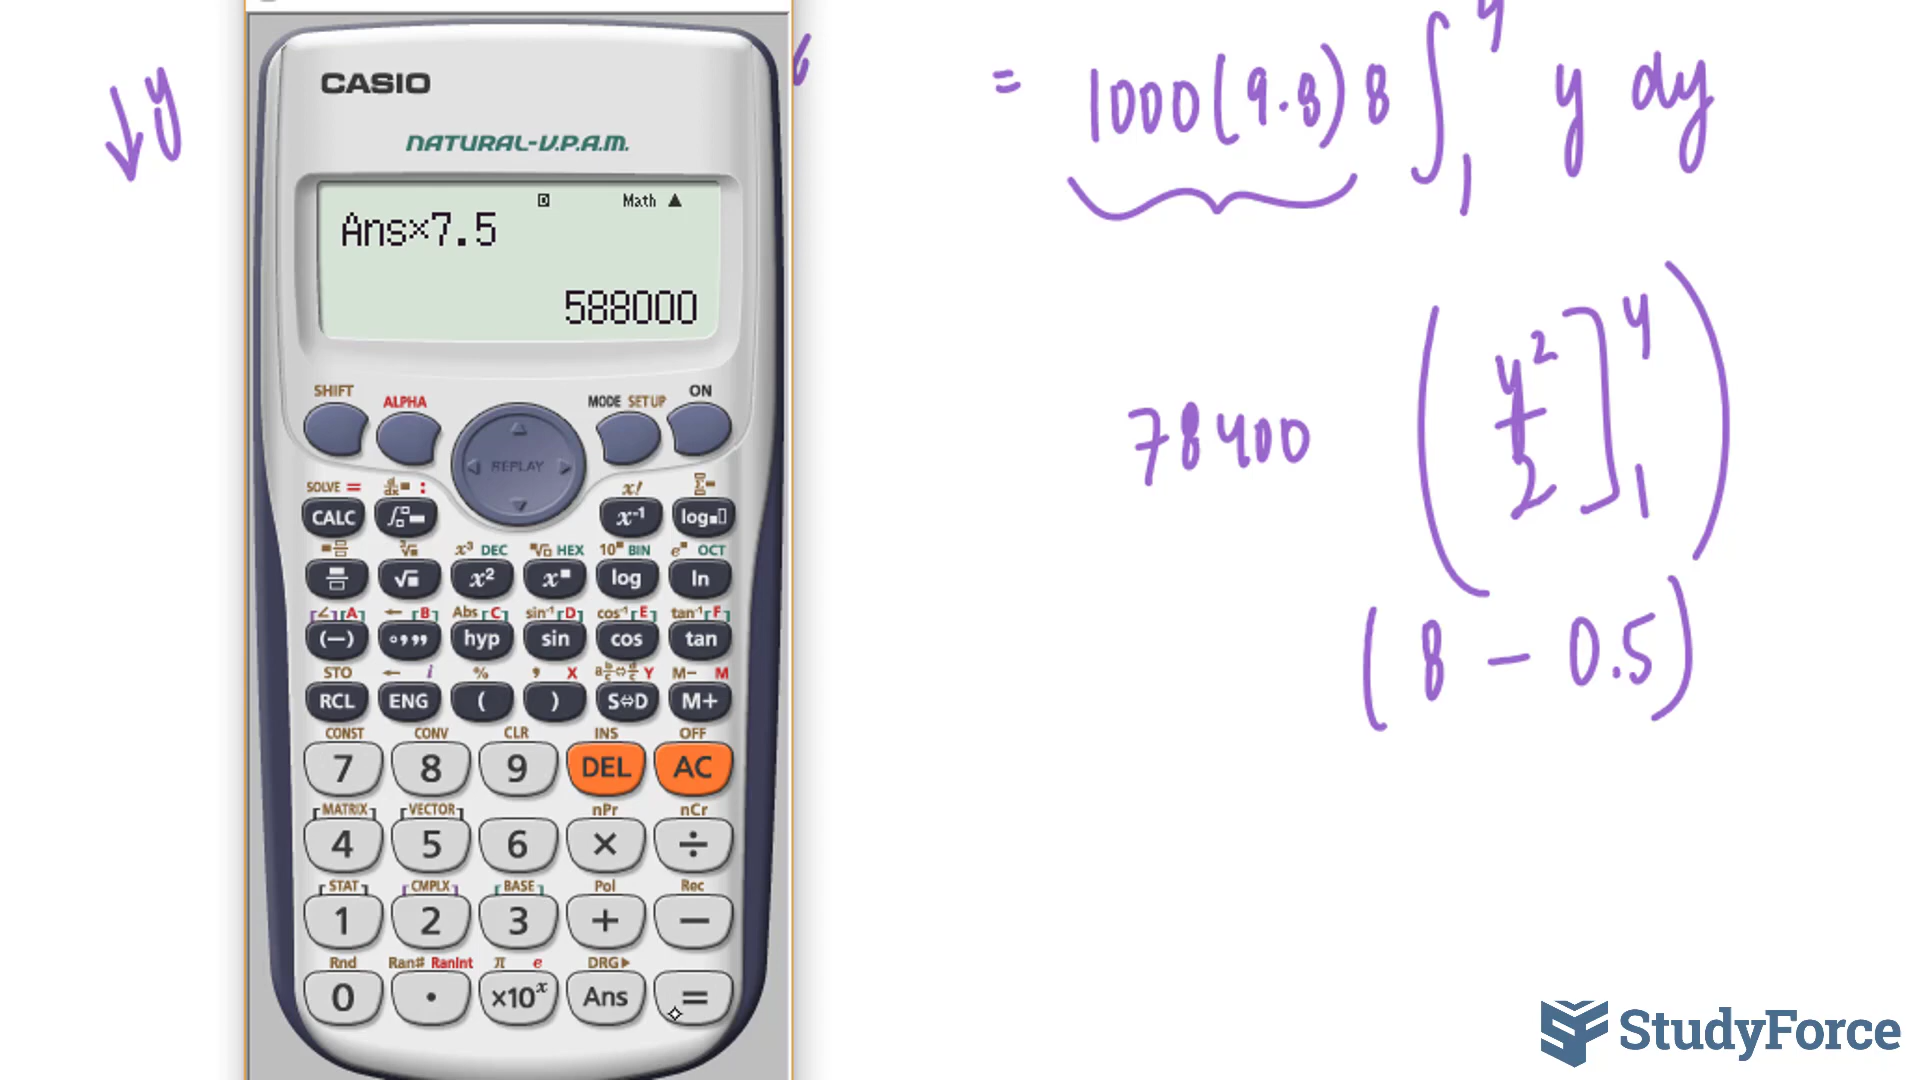 ↓y
6
= 1000(9.8)8 ∫₁⁴ y dy
78400 ( y²/2 ]₁⁴ )
( 8 − 0.5 )
CASIO
NATURAL-V.P.A.M.
D Math ▲
Ans×7.5
588000
SHIFT ALPHA MODE SETUP ON
REPLAY
SOLVE = d/dx : x! Σ
CALC ∫ x⁻¹ log
³√ x³ DEC √ HEX 10 BIN e OCT
√ x² x log ln
∠ A ← B Abs C sin⁻¹ D cos⁻¹ E tan⁻¹ F
(−) °,,, hyp sin cos tan
STO ← i % , X a b/c⇔d/c Y M− M
RCL ENG ( ) S⇔D M+
CONST CONV CLR INS OFF
7 8 9 DEL AC
MATRIX VECTOR nPr nCr
4 5 6 × ÷
STAT CMPLX BASE Pol Rec
1 2 3 + −
Rnd Ran# RanInt π e DRG▶
0 . ×10ˣ Ans =
StudyForce